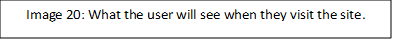 Image 20: What the user will see when they visit the site.